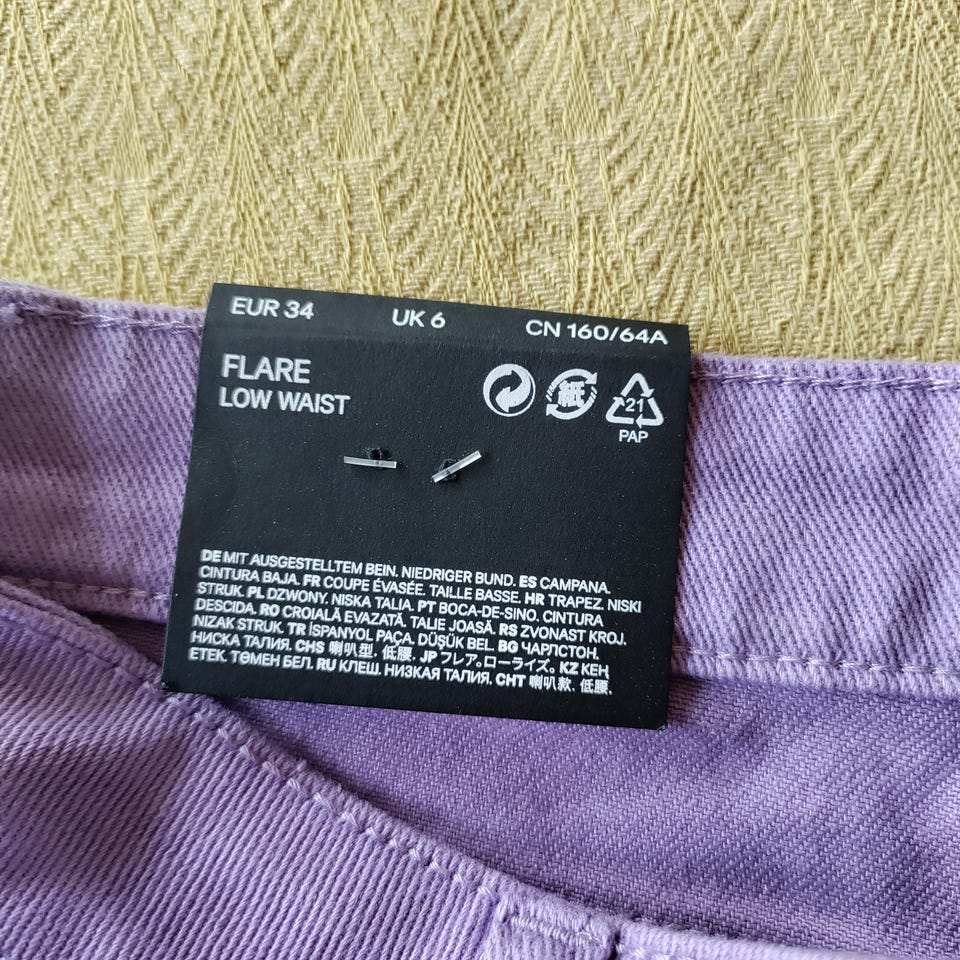 EUR 34 UK 6 CN 160/64A
FLARE
LOW WAIST
紙
21
PAP
DE MIT AUSGESTELLTEM BEIN. NIEDRIGER BUND. ES CAMPANA.
CINTURA BAJA. FR COUPE ÉVASÉE. TAILLE BASSE. HR TRAPEZ. NISKI
STRUK. PL DZWONY. NISKA TALIA. PT BOCA-DE-SINO. CINTURA
DESCIDA. RO CROIALĂ EVAZATĂ. TALIE JOASĂ. RS ZVONAST KROJ.
NIZAK STRUK. TR İSPANYOL PAÇA. DÜŞÜK BEL. BG ЧАРЛСТОН.
НИСКА ТАЛИЯ. CHS 喇叭型. 低腰. JP フレア。ローライズ。 KZ КЕҢ
ЕТЕК. ТӨМЕН БЕЛ. RU КЛЕШ. НИЗКАЯ ТАЛИЯ. CHT 喇叭款. 低腰.